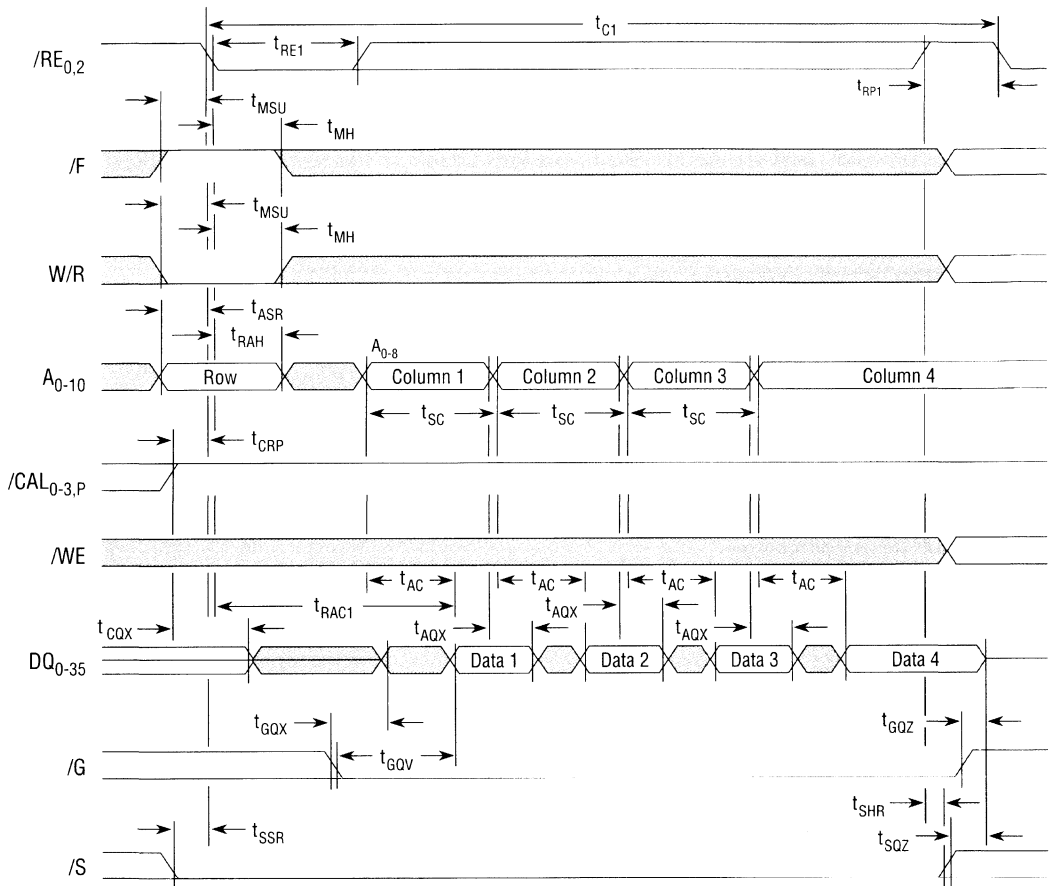 tC1
tRE1
/RE0,2
tRP1
tMSU
tMH
/F
tMSU
tMH
W/R
tASR
tRAH
A0-8
A0-10 Row Column 1 Column 2 Column 3 Column 4
tSC tSC tSC
tCRP
/CAL0-3,P
/WE
tAC tAC tAC tAC
tRAC1 tAQX
tCQX tAQX tAQX
DQ0-35 Data 1 Data 2 Data 3 Data 4
tGQX tGQZ
tGQV
/G
tSHR
tSSR tSQZ
/S